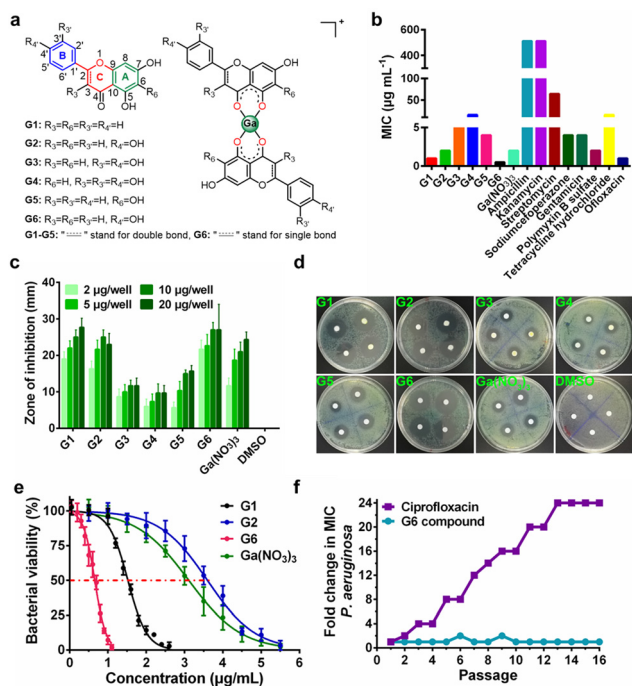 a
R3'
R4'
3'
2'
4'
B
5'
6'
1'
O
1
9
8
7
OH
2
C
A
3
10
6
4
5
R3
O
OH
R6
G1: R3=R6=R3'=R4'=H
G2: R3=R6=R3'=H, R4'=OH
G3: R3=R6=H, R3'=R4'=OH
G4: R6=H, R3=R3'=R4'=OH
G5: R3=R3'=H, R6=R4'=OH
G6: R3=R6=R3'=H, R4'=OH
G1-G5: " " stand for double bond, G6: " " stand for single bond
+
R3'
R4'
O
OH
R3
R6
O
O
Ga
O
O
R6
R3
HO
O
R4'
R3'
b
MIC (µg mL-1)
600
350
100
100
50
10
5
0
G1
G2
G3
G4
G5
G6
Ga(NO3)3
Ampicillin
Kanamycin
Streptomycin
Sodiumcefoperazone
Gentamicin
Polymyxin B sulfate
Tetracycline hydrochloride
Ofloxacin
c
Zone of inhibition (mm)
40
30
20
10
0
2 µg/well
10 µg/well
5 µg/well
20 µg/well
G1
G2
G3
G4
G5
G6
Ga(NO3)3
DMSO
d
G1
G2
G3
G4
G5
G6
Ga(NO3)3
DMSO
e
Bacterial viability (%)
100
75
50
25
0
G1
G2
G6
Ga(NO3)3
0
1
2
3
4
5
6
Concentration (µg/mL)
f
Fold change in MIC
P. aeruginosa
24
20
16
12
8
4
0
Ciprofloxacin
G6 compound
0
2
4
6
8
10
12
14
16
Passage